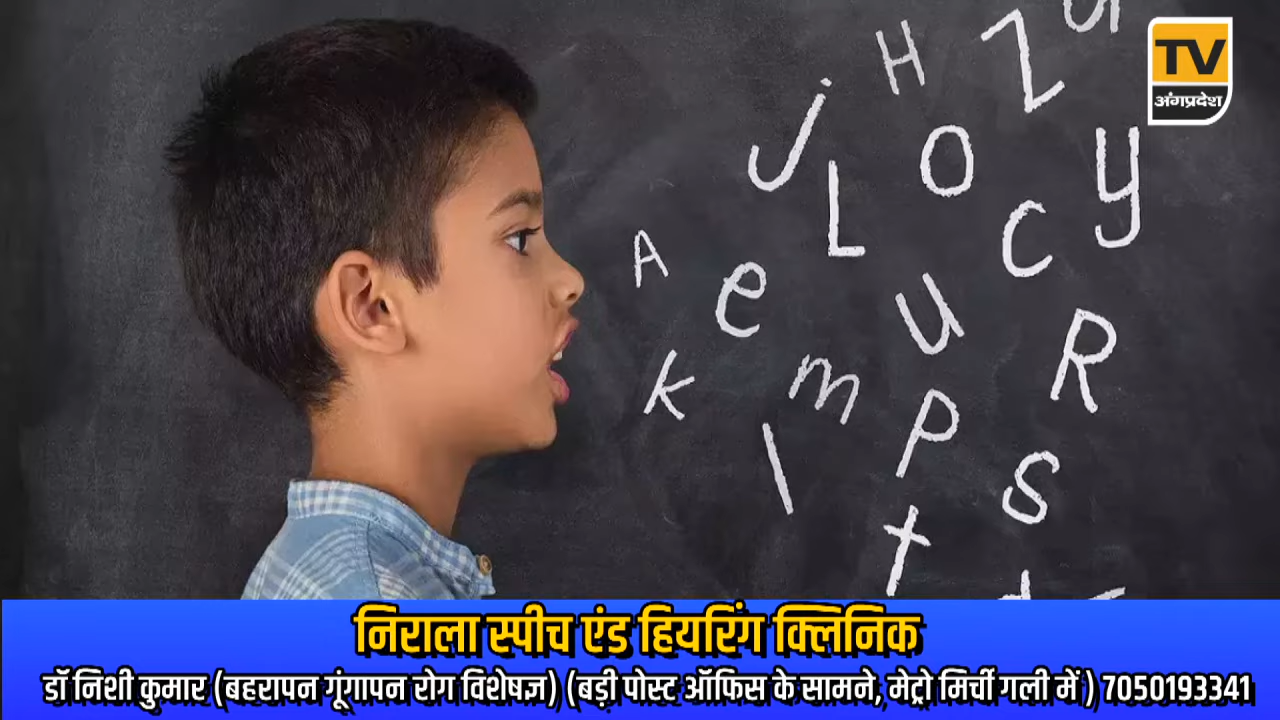 H
Z
TV
अंगप्रदेश
J
O
y
L
C
A
e
u
R
K
m
P
l
S
t
निराला स्पीच एंड हियरिंग क्लिनिक
डॉ निशी कुमार (बहरापन गूंगापन रोग विशेषज्ञ) (बड़ी पोस्ट ऑफिस के सामने, मेट्रो मिर्ची गली में ) 7050193341